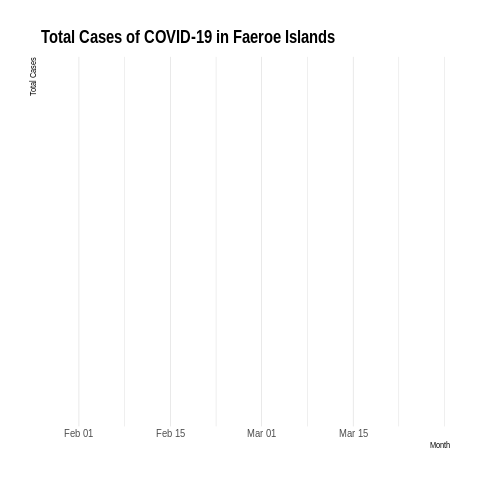 Total Cases of COVID-19 in Faeroe Islands
Total Cases
Feb 01
Feb 15
Mar 01
Mar 15
Month